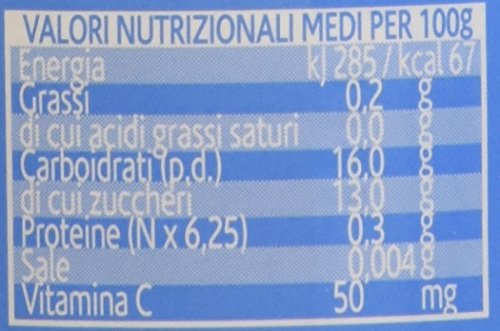 VALORI NUTRIZIONALI MEDI PER 100g
Energia kJ 285 / kcal 67
Grassi 0,2 g
di cui acidi grassi saturi 0,0 g
Carboidrati (p.d.) 16,0 g
di cui zuccheri 13,0 g
Proteine (N x 6,25) 0,3 g
Sale 0,004 g
Vitamina C 50 mg